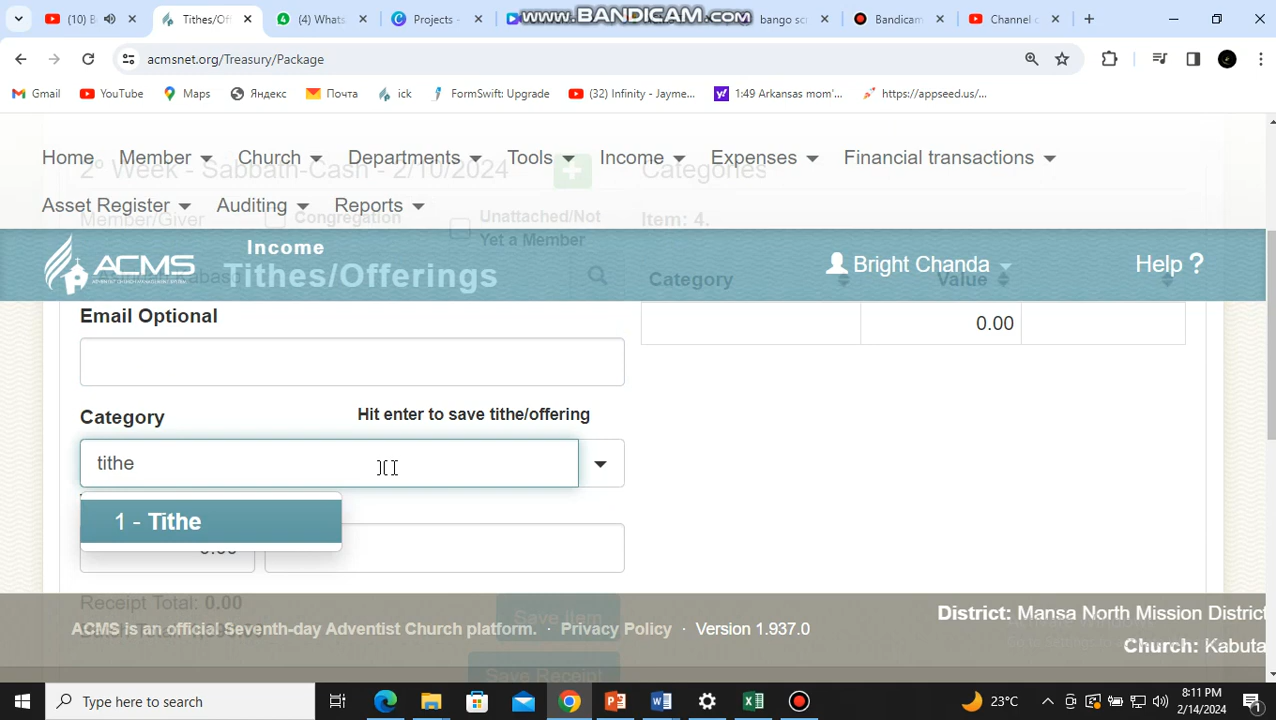 (10) B
Tithes/Of
(4) Whats
Projects -
www.BANDICAM.com
bango sc
Bandicam
Channel c
acmsnet.org/Treasury/Package
Gmail
YouTube
Maps
Яндекс
Почта
ick
FormSwift: Upgrade
(32) Infinity - Jayme...
1:49 Arkansas mom'...
https://appseed.us/...
Home
Member
Church
Departments
Tools
Income
Expenses
Financial transactions
2º Week - Sabbath-Cash - 2/10/2024
Categories
Asset Register
Auditing
Reports
Member/Giver
Congregation
Unattached/Not
Yet a Member
Item: 4.
ACMS
Income
Tithes/Offerings
Bright Chanda
Help ?
Category
Value
Email Optional
0.00
Category
Hit enter to save tithe/offering
tithe
1 - Tithe
0.00
Receipt Total: 0.00
Save Item
ACMS is an official Seventh-day Adventist Church platform. · Privacy Policy · Version 1.937.0
District: Mansa North Mission District
Church: Kabuta
Save Receipt
Type here to search
23°C
8:11 PM
2/14/2024
1